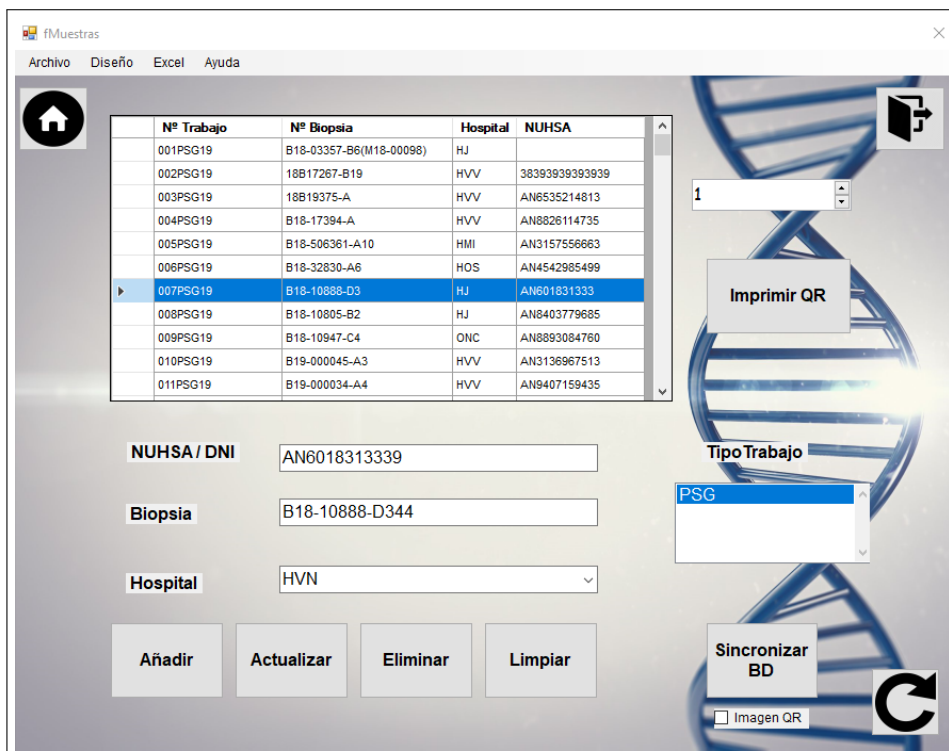 fMuestras
Archivo Diseño Excel Ayuda
Nº Trabajo Nº Biopsia Hospital NUHSA
001PSG19 B18-03357-B6(M18-00098) HJ
002PSG19 18B17267-B19 HVV 38393939393939
003PSG19 18B19375-A HVV AN6535214813
004PSG19 B18-17394-A HVV AN8826114735
005PSG19 B18-506361-A10 HMI AN3157556663
006PSG19 B18-32830-A6 HOS AN4542985499
007PSG19 B18-10888-D3 HJ AN601831333
008PSG19 B18-10805-B2 HJ AN8403779685
009PSG19 B18-10947-C4 ONC AN8893084760
010PSG19 B19-000045-A3 HVV AN3136967513
011PSG19 B19-000034-A4 HVV AN9407159435
1
Imprimir QR
NUHSA / DNI AN6018313339
Tipo Trabajo
PSG
Biopsia B18-10888-D344
Hospital HVN
Añadir Actualizar Eliminar Limpiar
Sincronizar
BD
Imagen QR